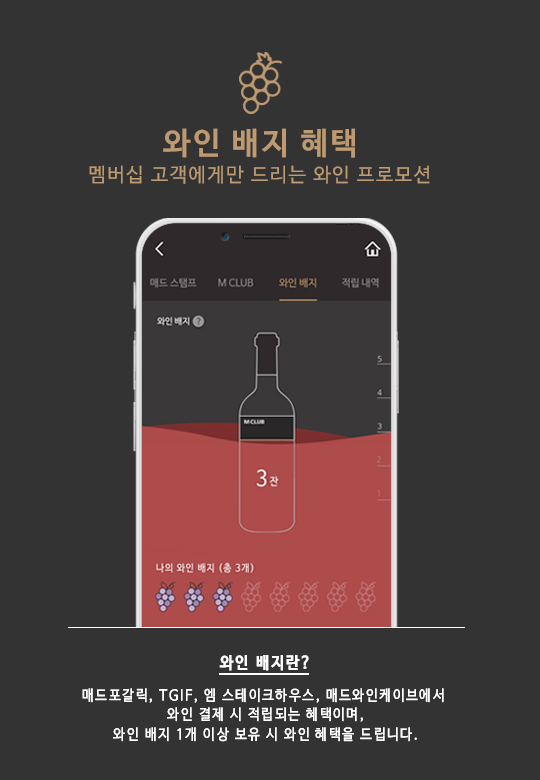 와인 배지 혜택
멤버십 고객에게만 드리는 와인 프로모션
매드 스탬프 M CLUB 와인 배지 적립 내역
와인 배지 ?
5
4
M CLUB
3
3잔
2
1
나의 와인 배지 (총 3개)
와인 배지란?
매드포갈릭, TGIF, 엠 스테이크하우스, 매드와인케이브에서
와인 결제 시 적립되는 혜택이며,
와인 배지 1개 이상 보유 시 와인 혜택을 드립니다.